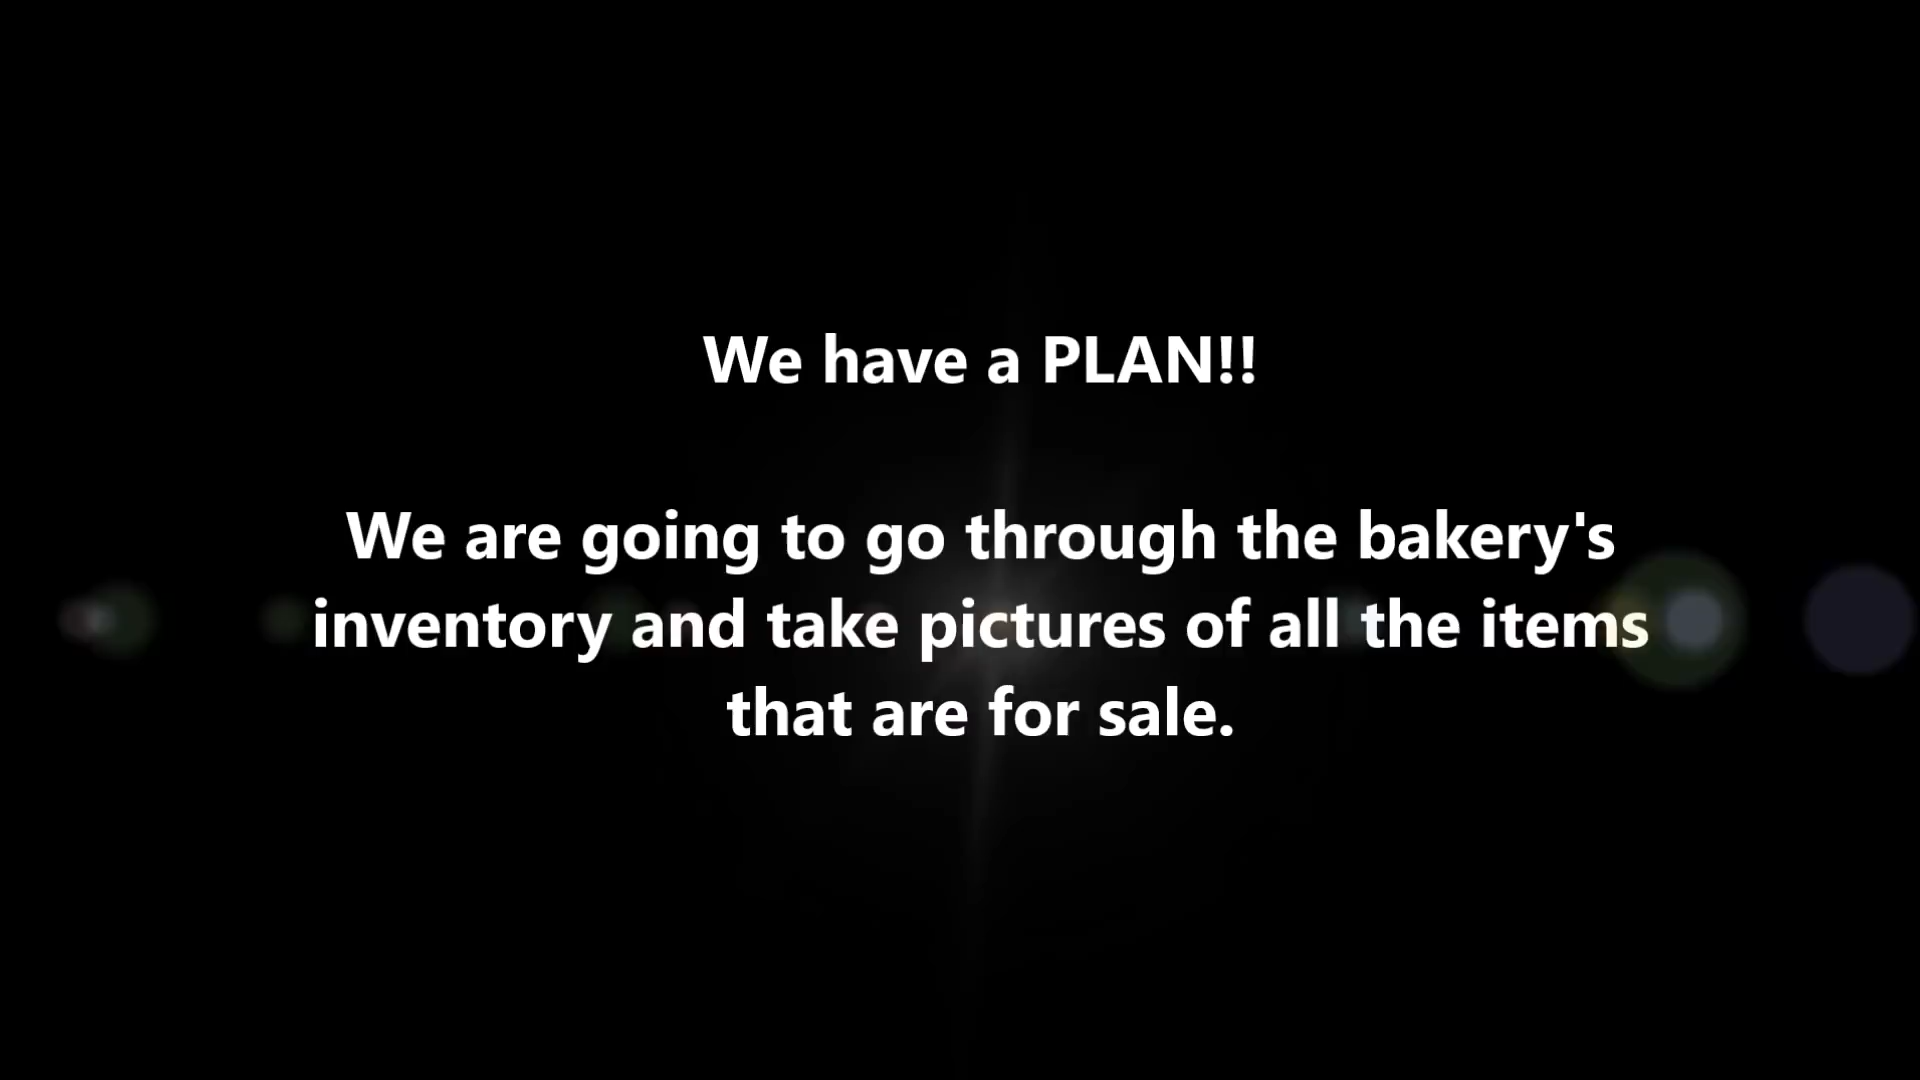 We have a PLAN!!
We are going to go through the bakery's
inventory and take pictures of all the items
that are for sale.